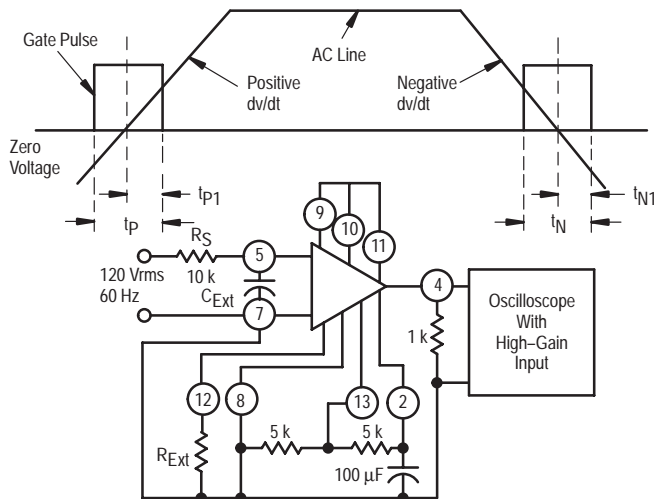 Gate Pulse
AC Line
Positive
dv/dt
Negative
dv/dt
Zero
Voltage
tP1
tP
tN
tN1
9
10
11
RS
10 k
5
CExt
7
120 Vrms
60 Hz
4
1 k
Oscilloscope
With
High–Gain
Input
12
8
13
2
5 k
5 k
RExt
100 μF